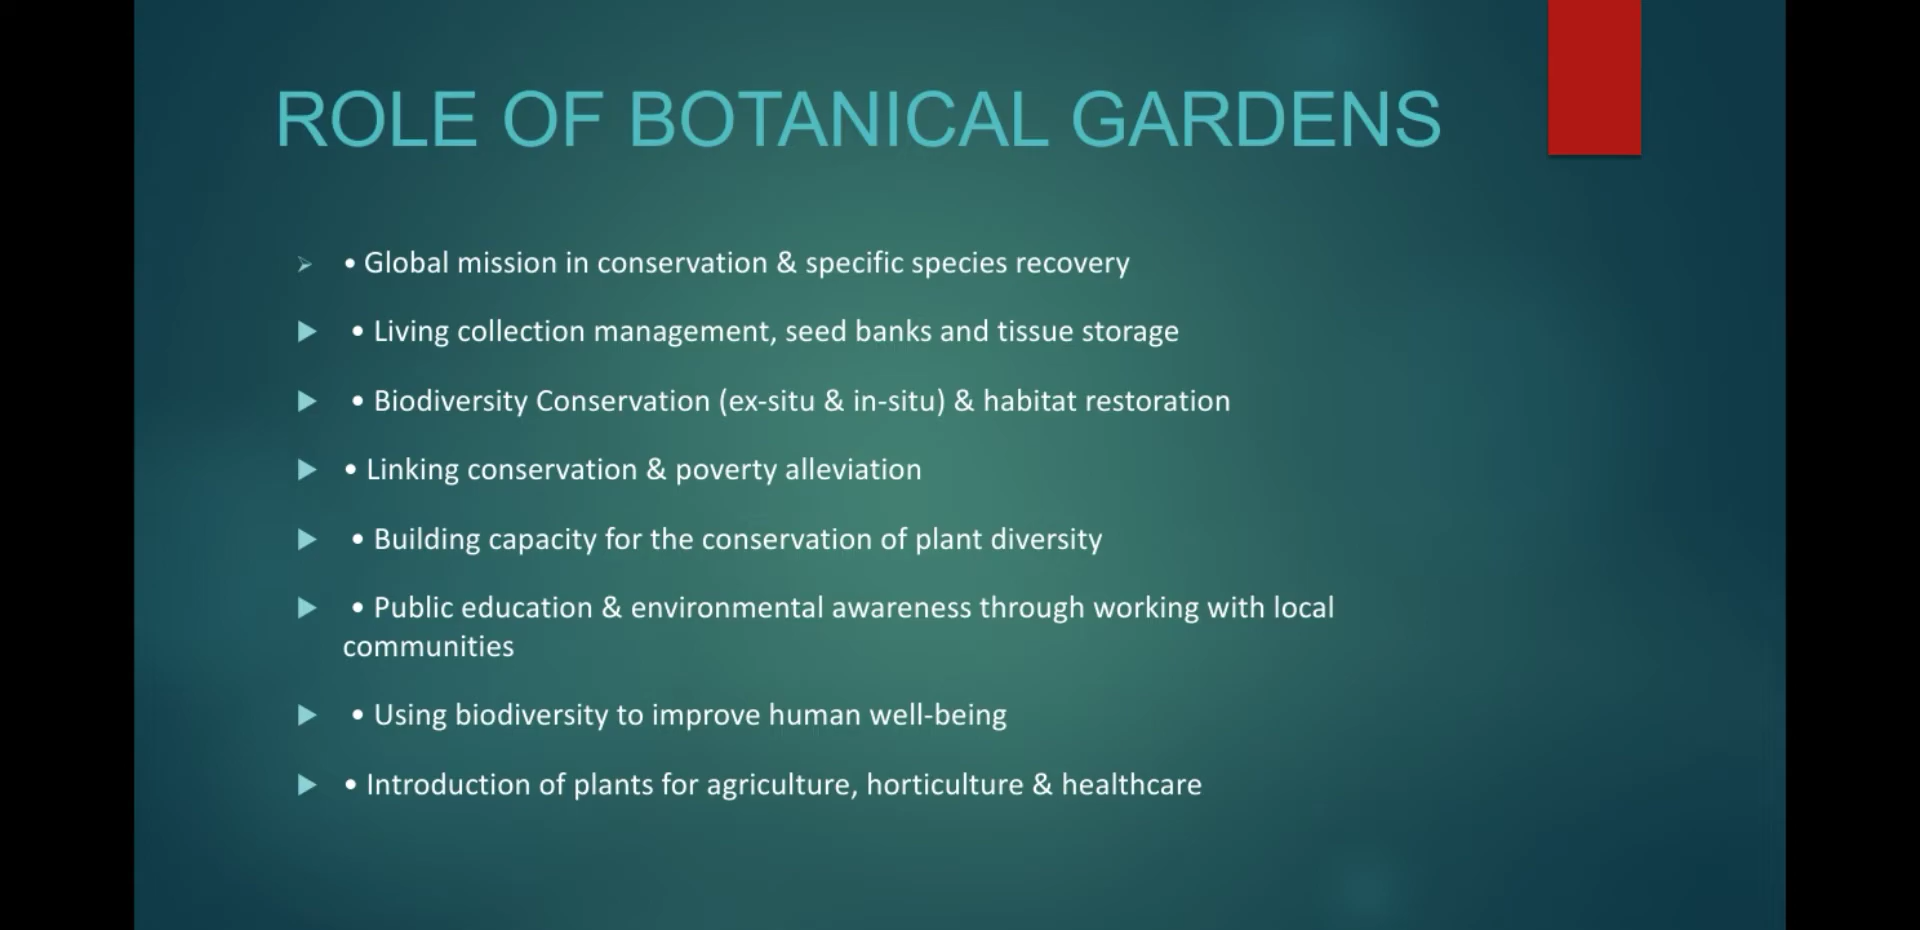 ROLE OF BOTANICAL GARDENS
• Global mission in conservation & specific species recovery
• Living collection management, seed banks and tissue storage
• Biodiversity Conservation (ex-situ & in-situ) & habitat restoration
• Linking conservation & poverty alleviation
• Building capacity for the conservation of plant diversity
• Public education & environmental awareness through working with local
communities
• Using biodiversity to improve human well-being
• Introduction of plants for agriculture, horticulture & healthcare